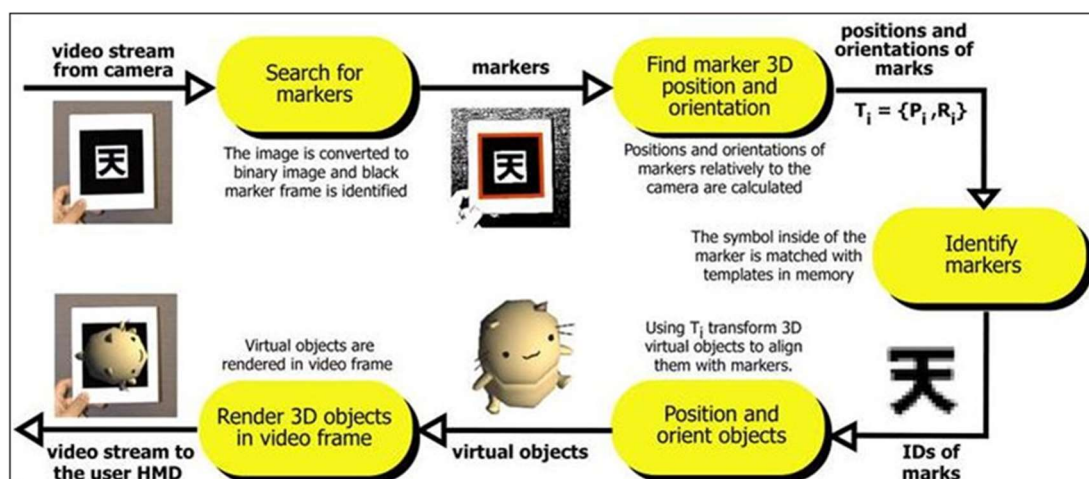 video stream
from camera
Search for
markers
The image is converted to
binary image and black
marker frame is identified
天
markers
天
Find marker 3D
position and
orientation
Positions and orientations of
markers relatively to the
camera are calculated
positions and
orientations of
marks
Ti = {Pi ,Ri}
The symbol inside of the
marker is matched with
templates in memory
Identify
markers
天
IDs of
marks
Using Ti transform 3D
virtual objects to align
them with markers.
Position and
orient objects
virtual objects
Virtual objects are
rendered in video frame
Render 3D objects
in video frame
video stream to
the user HMD